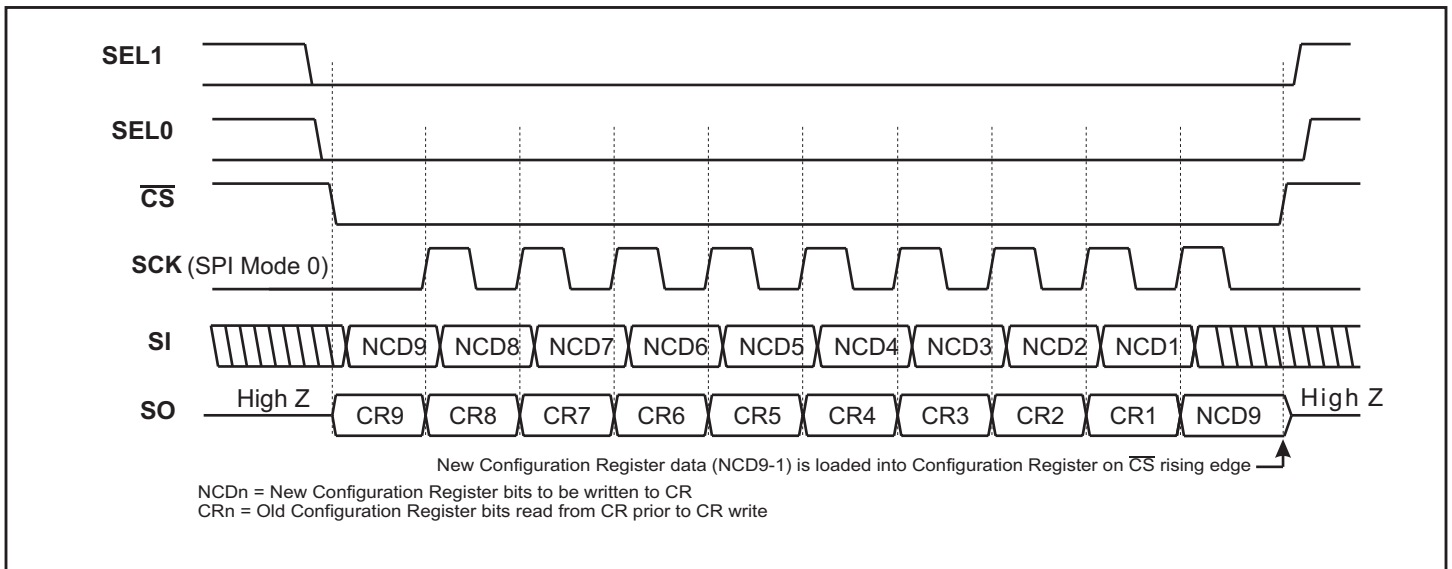 SEL1
SEL0
CS
SCK (SPI Mode 0)
SI NCD9 NCD8 NCD7 NCD6 NCD5 NCD4 NCD3 NCD2 NCD1
High Z High Z
SO CR9 CR8 CR7 CR6 CR5 CR4 CR3 CR2 CR1 NCD9
New Configuration Register data (NCD9-1) is loaded into Configuration Register on CS rising edge
NCDn = New Configuration Register bits to be written to CR
CRn = Old Configuration Register bits read from CR prior to CR write